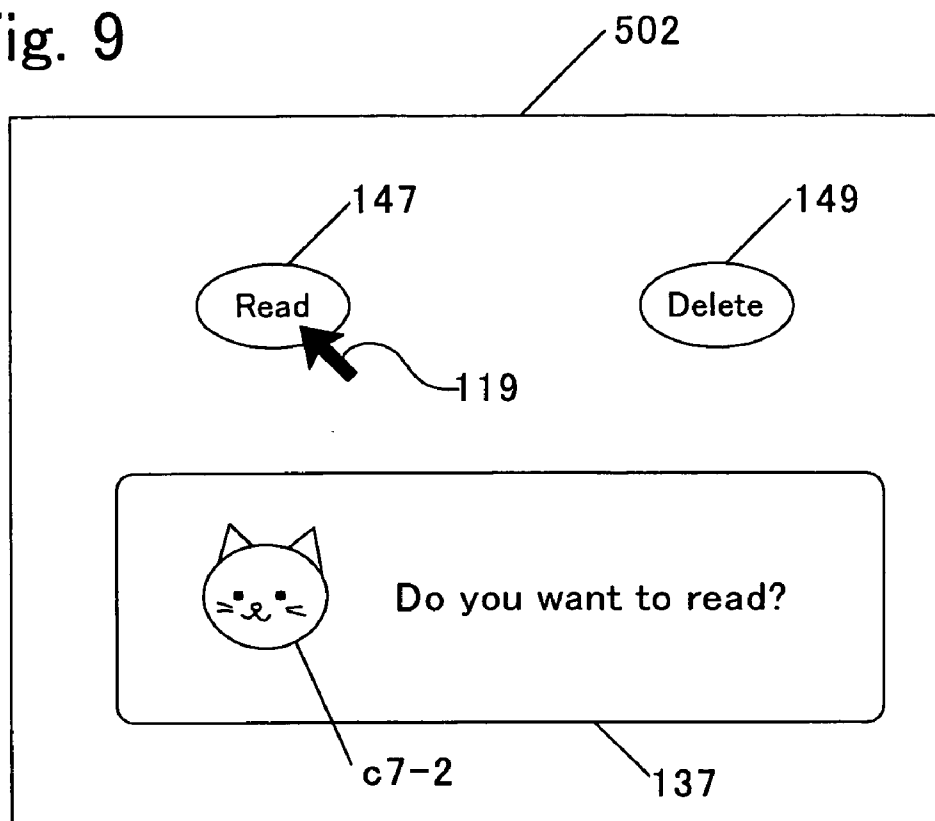 ig. 9
502
147
149
Read
Delete
119
Do you want to read?
c7-2
137